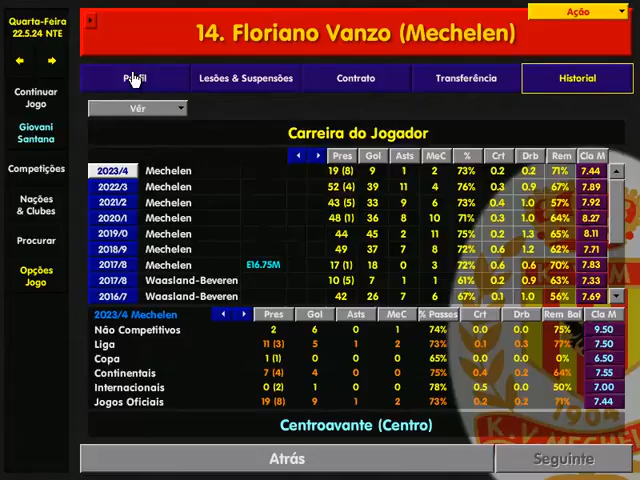 Quarta-Feira
22.5.24 NTE
Ação
14. Floriano Vanzo (Mechelen)
Lesões & Suspensões
Contrato
Transferência
Historial
Continuar Jogo
Giovani Santana
Competições
Nações & Clubes
Procurar
Opções Jogo
Vêr
Carreira do Jogador
Pres Gol Asts MeC % Crt Drb Rem Cla M
2023/4 Mechelen 19 (8) 9 1 2 73% 0.2 0.2 71% 7.44
2022/3 Mechelen 52 (4) 39 11 4 76% 0.3 0.9 67% 7.89
2021/2 Mechelen 43 (5) 33 9 6 73% 0.4 1.0 57% 7.92
2020/1 Mechelen 48 (1) 36 8 10 71% 0.3 1.0 64% 8.27
2019/0 Mechelen 44 45 2 11 75% 0.2 1.3 65% 8.11
2018/9 Mechelen 49 37 7 8 72% 0.6 1.2 62% 7.71
2017/8 Mechelen E16.75M 17 (1) 18 0 3 72% 0.6 0.6 70% 7.83
2017/8 Waasland-Beveren 10 (5) 7 1 1 61% 0.2 0.9 63% 7.33
2016/7 Waasland-Beveren 42 26 7 6 67% 0.1 1.0 56% 7.69
2023/4 Mechelen Pres Gol Asts MeC % Passes Crt Drb Rem Bal Cla M
Não Competitivos 2 6 0 1 74% 0.0 0.0 75% 9.50
Liga 11 (3) 5 1 2 73% 0.1 0.3 77% 7.50
Copa 1 (1) 0 0 0 65% 0.0 0.0 0% 6.50
Continentais 7 (4) 4 0 0 75% 0.4 0.2 64% 7.55
Internacionais 0 (2) 1 0 0 78% 0.5 0.0 50% 7.00
Jogos Oficiais 19 (8) 9 1 2 73% 0.2 0.2 71% 7.44
Centroavante (Centro)
Atrás
Seguinte